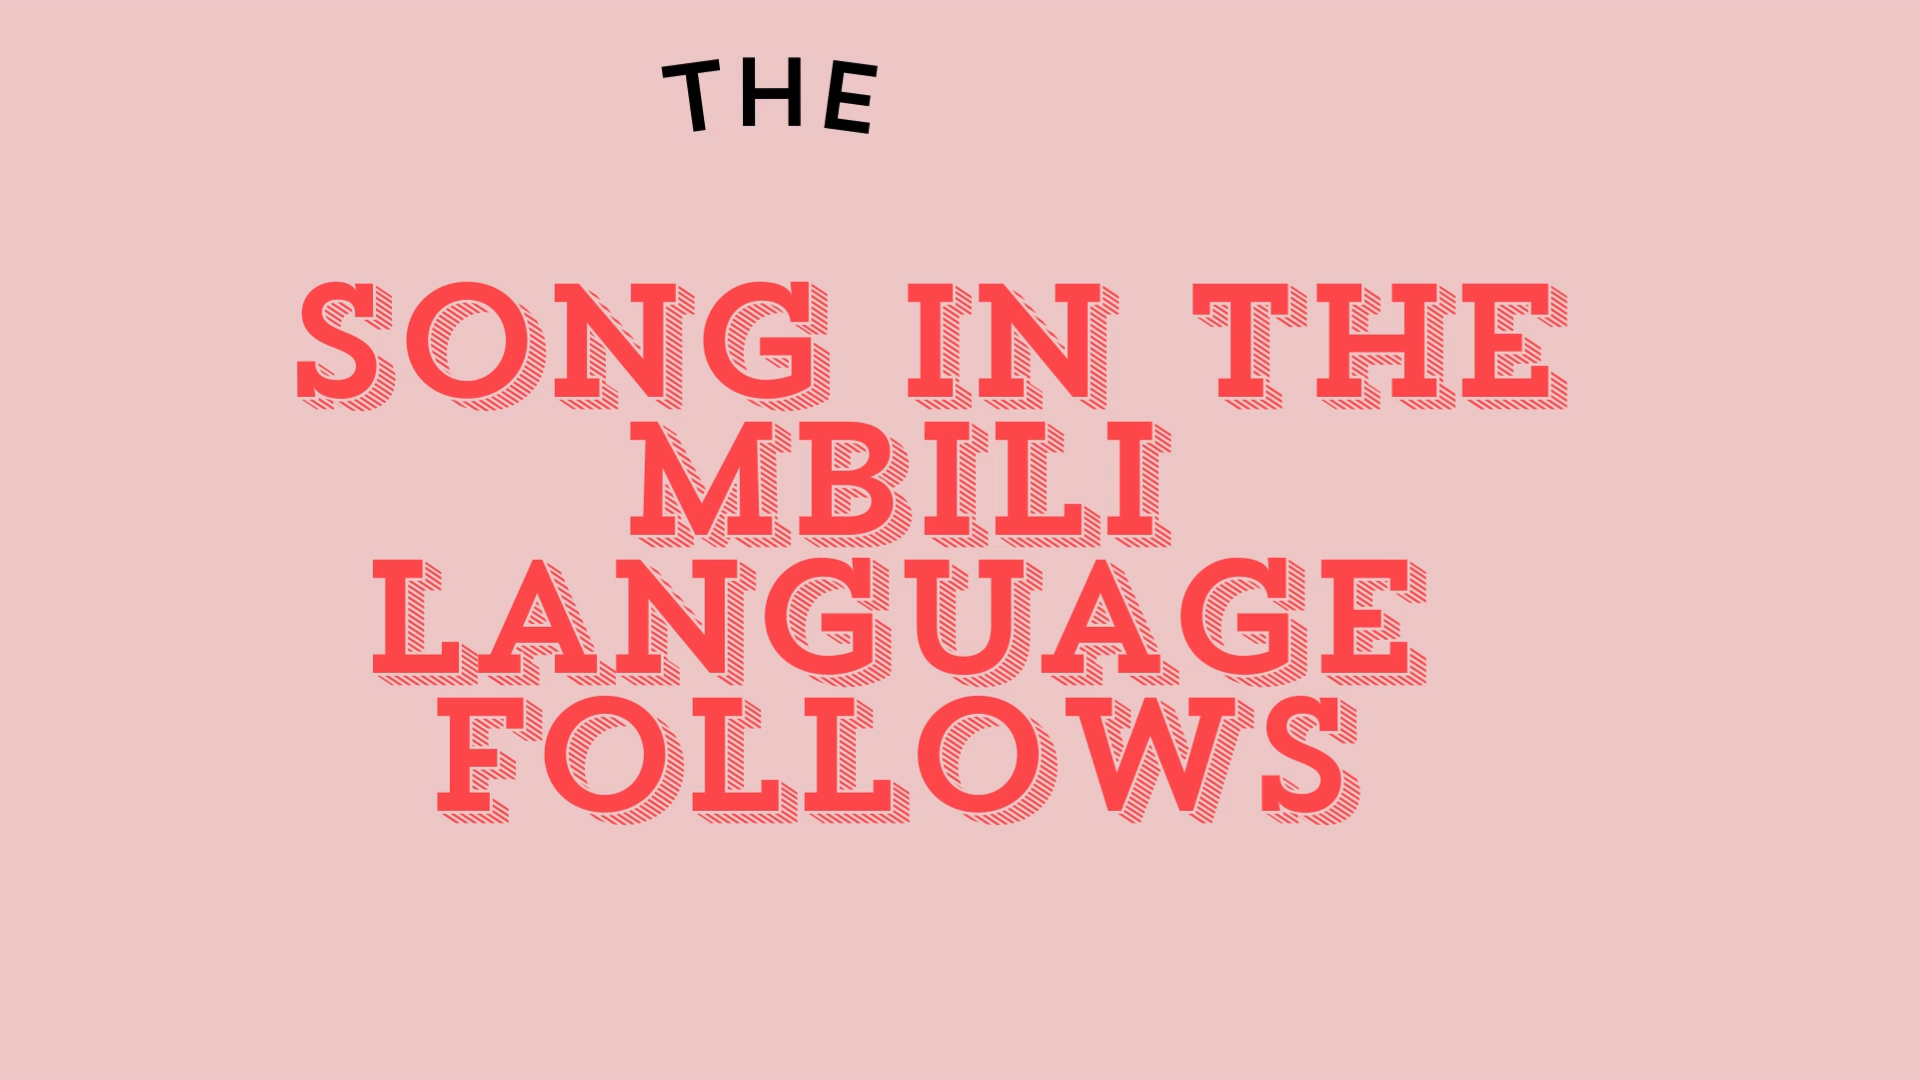 THE
SONG IN THE
MBILI
LANGUAGE
FOLLOWS